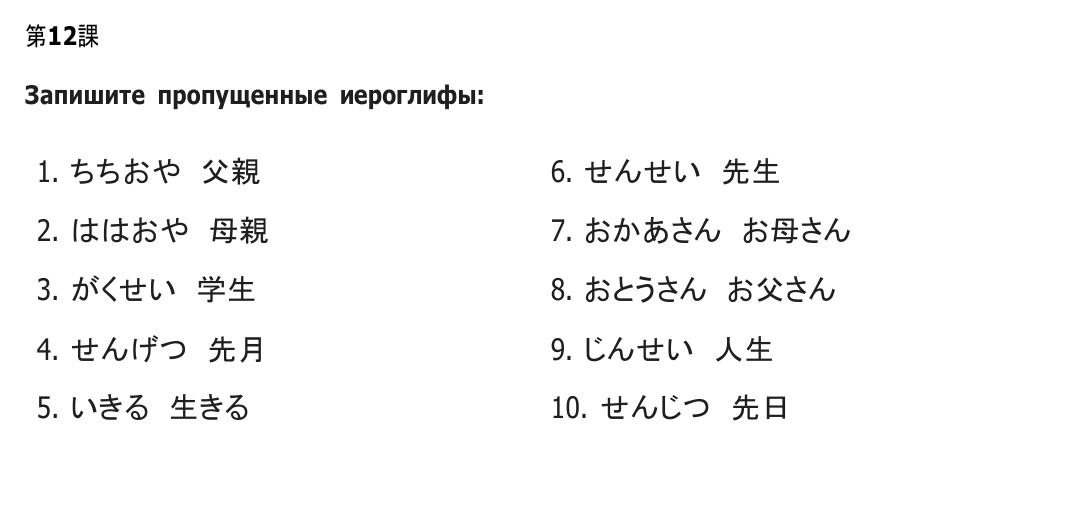 第12課
Запишите пропущенные иероглифы:
1. ちちおや 父親
2. ははおや 母親
3. がくせい 学生
4. せんげつ 先月
5. いきる 生きる
6. せんせい 先生
7. おかあさん お母さん
8. おとうさん お父さん
9. じんせい 人生
10. せんじつ 先日